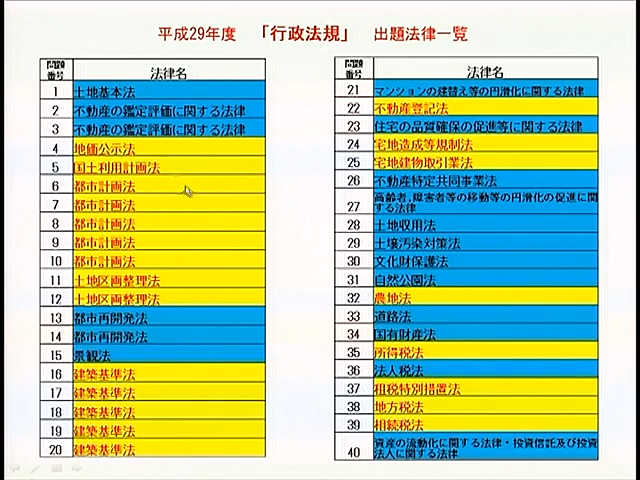 平成29年度 「行政法規」 出題法律一覧
問題番号 法律名
1 土地基本法
2 不動産の鑑定評価に関する法律
3 不動産の鑑定評価に関する法律
4 地価公示法
5 国土利用計画法
6 都市計画法
7 都市計画法
8 都市計画法
9 都市計画法
10 都市計画法
11 土地区画整理法
12 土地区画整理法
13 都市再開発法
14 都市再開発法
15 景観法
16 建築基準法
17 建築基準法
18 建築基準法
19 建築基準法
20 建築基準法
問題番号 法律名
21 マンションの建替え等の円滑化に関する法律
22 不動産登記法
23 住宅の品質確保の促進等に関する法律
24 宅地造成等規制法
25 宅地建物取引業法
26 不動産特定共同事業法
27 高齢者,障害者等の移動等の円滑化の促進に関
する法律
28 土地収用法
29 土壌汚染対策法
30 文化財保護法
31 自然公園法
32 農地法
33 道路法
34 国有財産法
35 所得税法
36 法人税法
37 租税特別措置法
38 地方税法
39 相続税法
40 資産の流動化に関する法律・投資信託及び投資
法人に関する法律